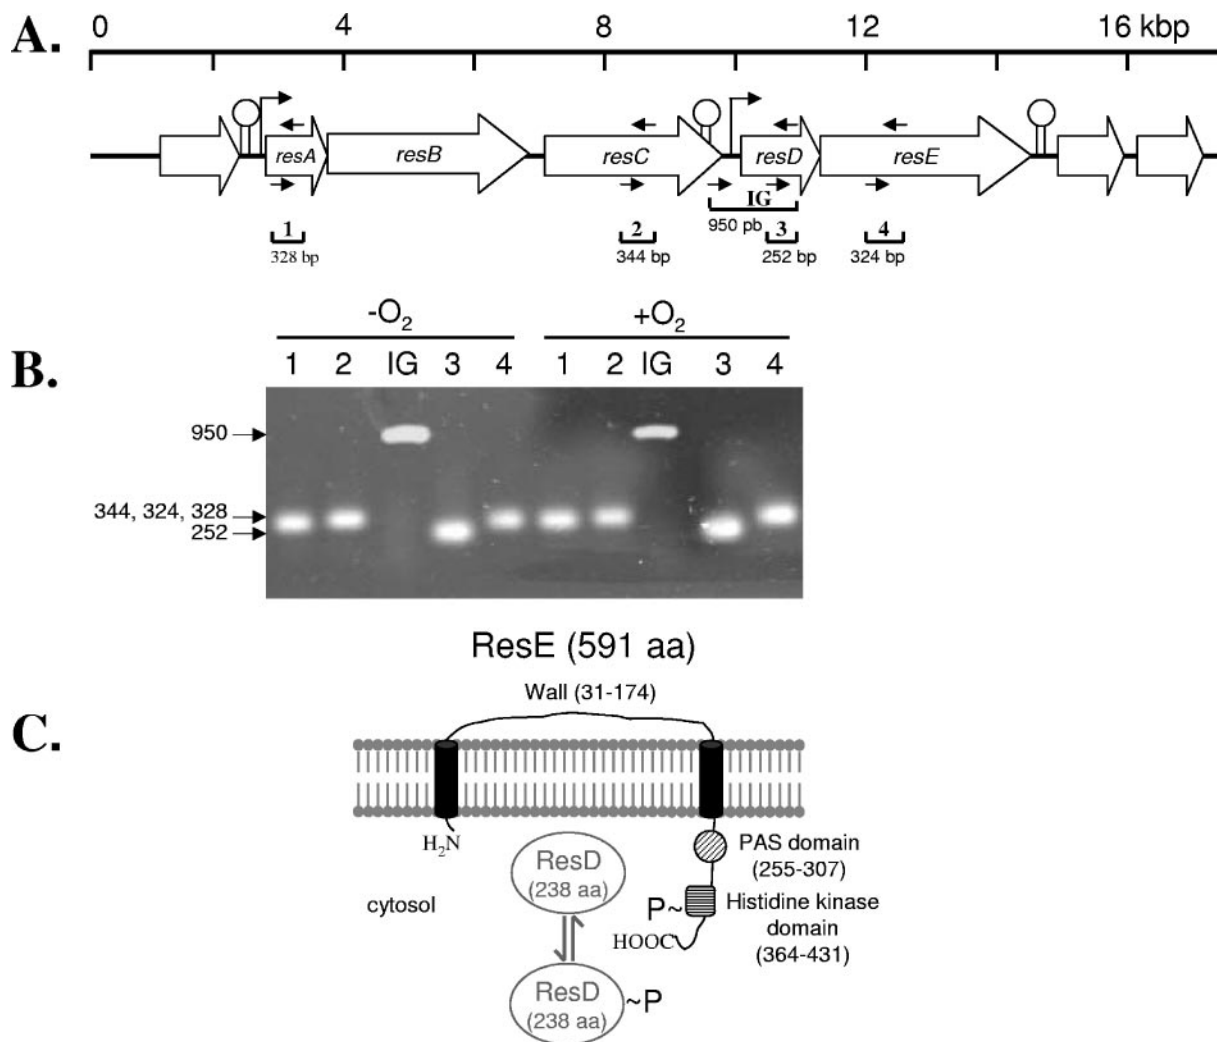 A.
0 4 8 12 16 kbp
resA resB resC resD resE
IG
950 pb
1 2 3 4
328 bp 344 bp 252 bp 324 bp
B.
-O₂ +O₂
1 2 IG 3 4 1 2 IG 3 4
950
344, 324, 328
252
C.
ResE (591 aa)
Wall (31-174)
H₂N
cytosol
ResD
(238 aa)
PAS domain
(255-307)
P~
Histidine kinase
domain
(364-431)
HOOC
ResD
(238 aa)
~P